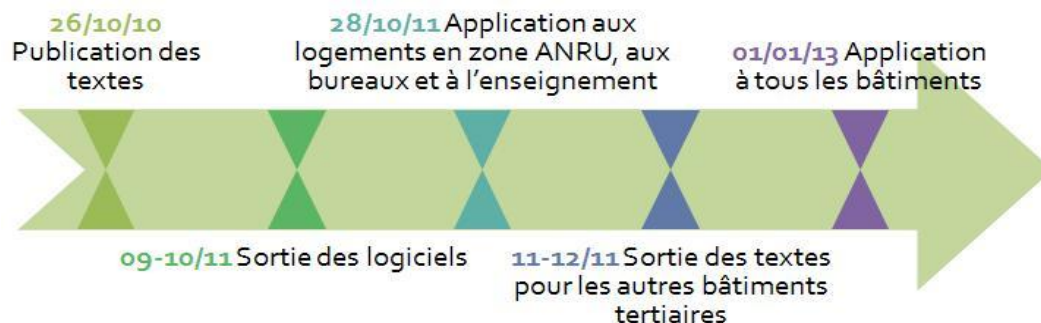 26/10/10
Publication des
textes
28/10/11 Application aux
logements en zone ANRU, aux
bureaux et à l’enseignement
01/01/13 Application
à tous les bâtiments
09-10/11 Sortie des logiciels
11-12/11 Sortie des textes
pour les autres bâtiments
tertiaires